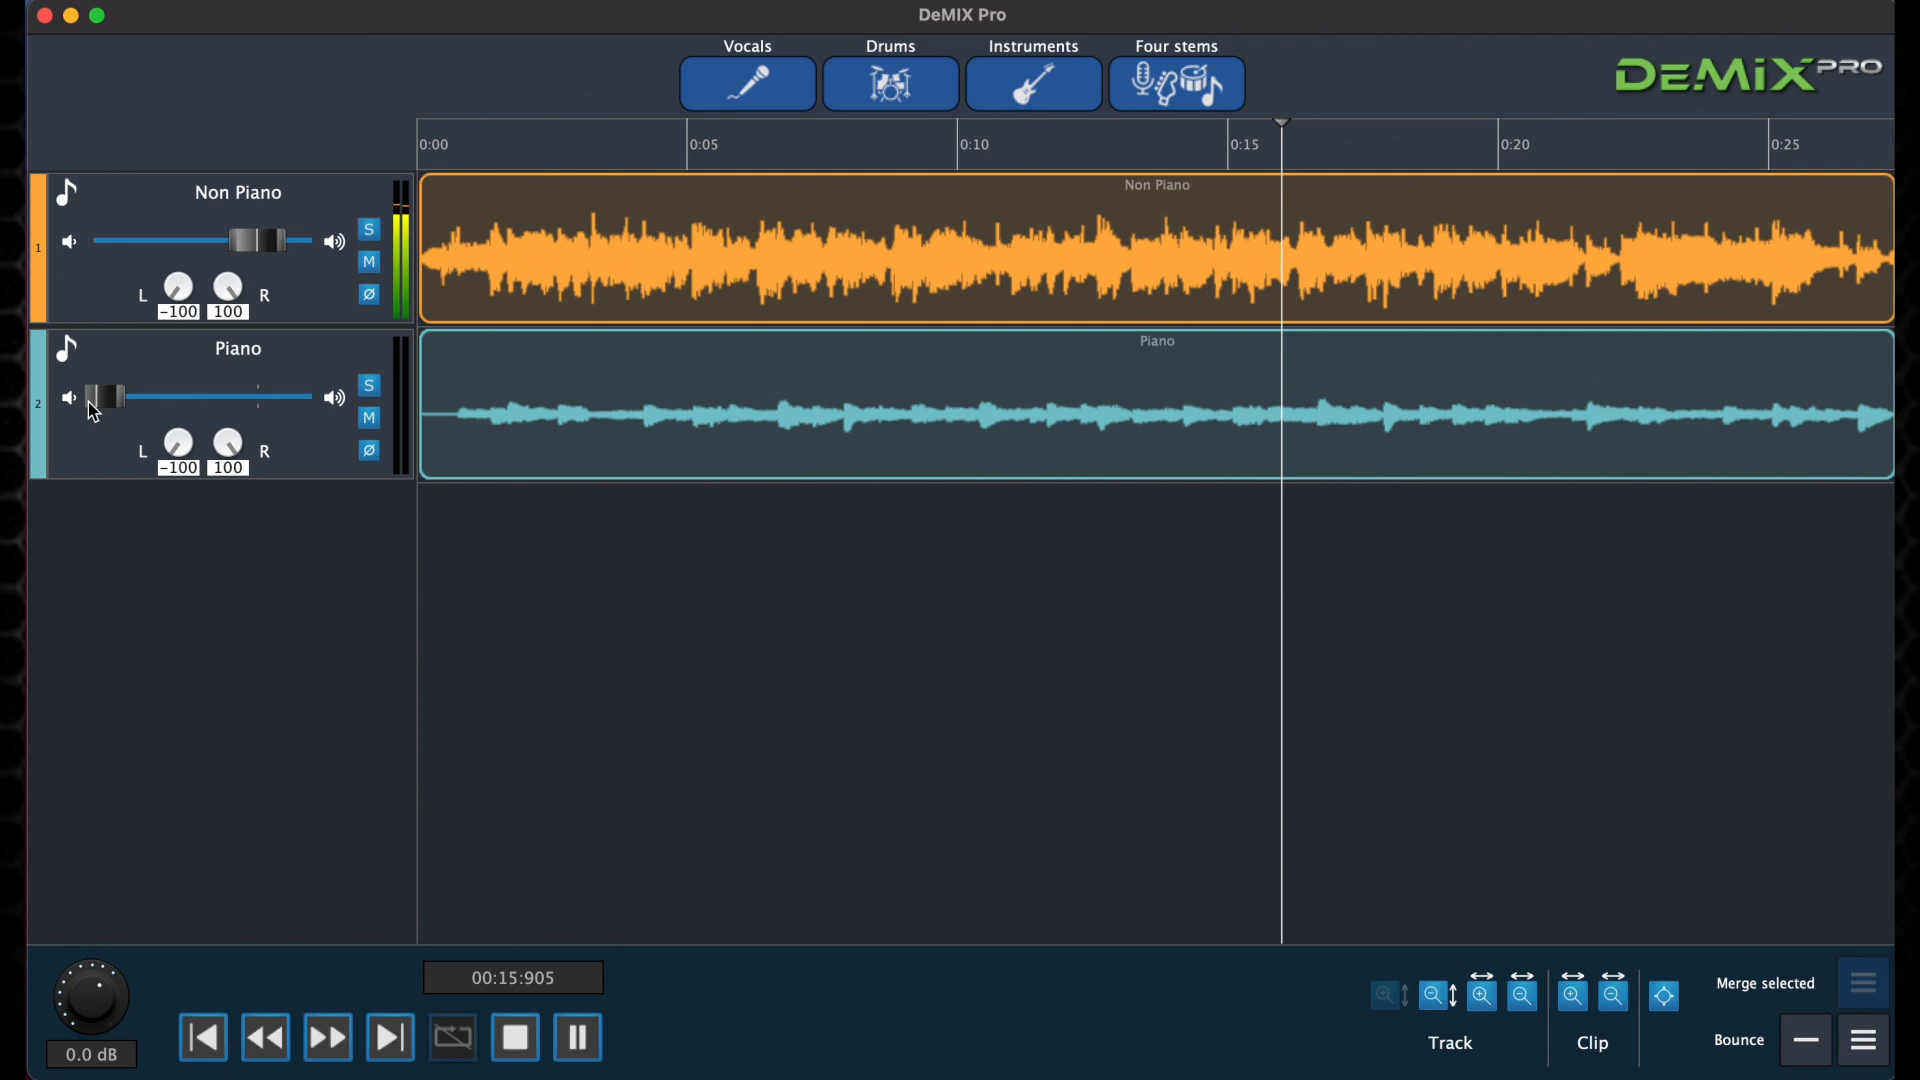 DeMIX Pro
Vocals Drums Instruments Four stems
DeMiX PRO
0:00 0:05 0:10 0:15 0:20 0:25
Non Piano
Non Piano
S
1
M
L R Ø
-100 100
Piano
Piano
S
2
M
L R Ø
-100 100
00:15:905
Merge selected
Track Clip Bounce
0.0 dB